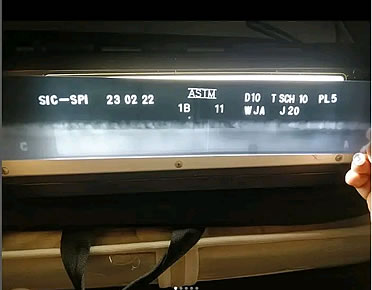 SIC-SPI 23 02 22 ASTM D10 T SCH 10 PL5
1B 11 WJA J20
C A